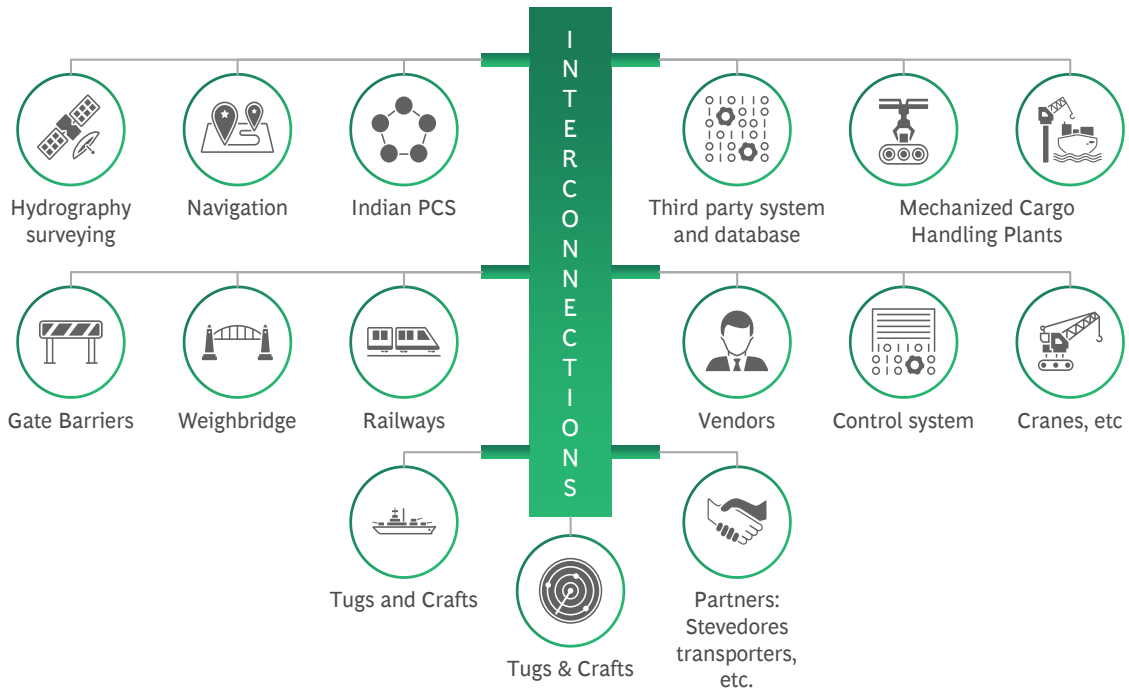 INTERCONNECTIONS
Hydrography
surveying
Navigation
Indian PCS
Third party system
and database
Mechanized Cargo
Handling Plants
Gate Barriers
Weighbridge
Railways
Vendors
Control system
Cranes, etc
Tugs and Crafts
Tugs & Crafts
Partners:
Stevedores
transporters,
etc.